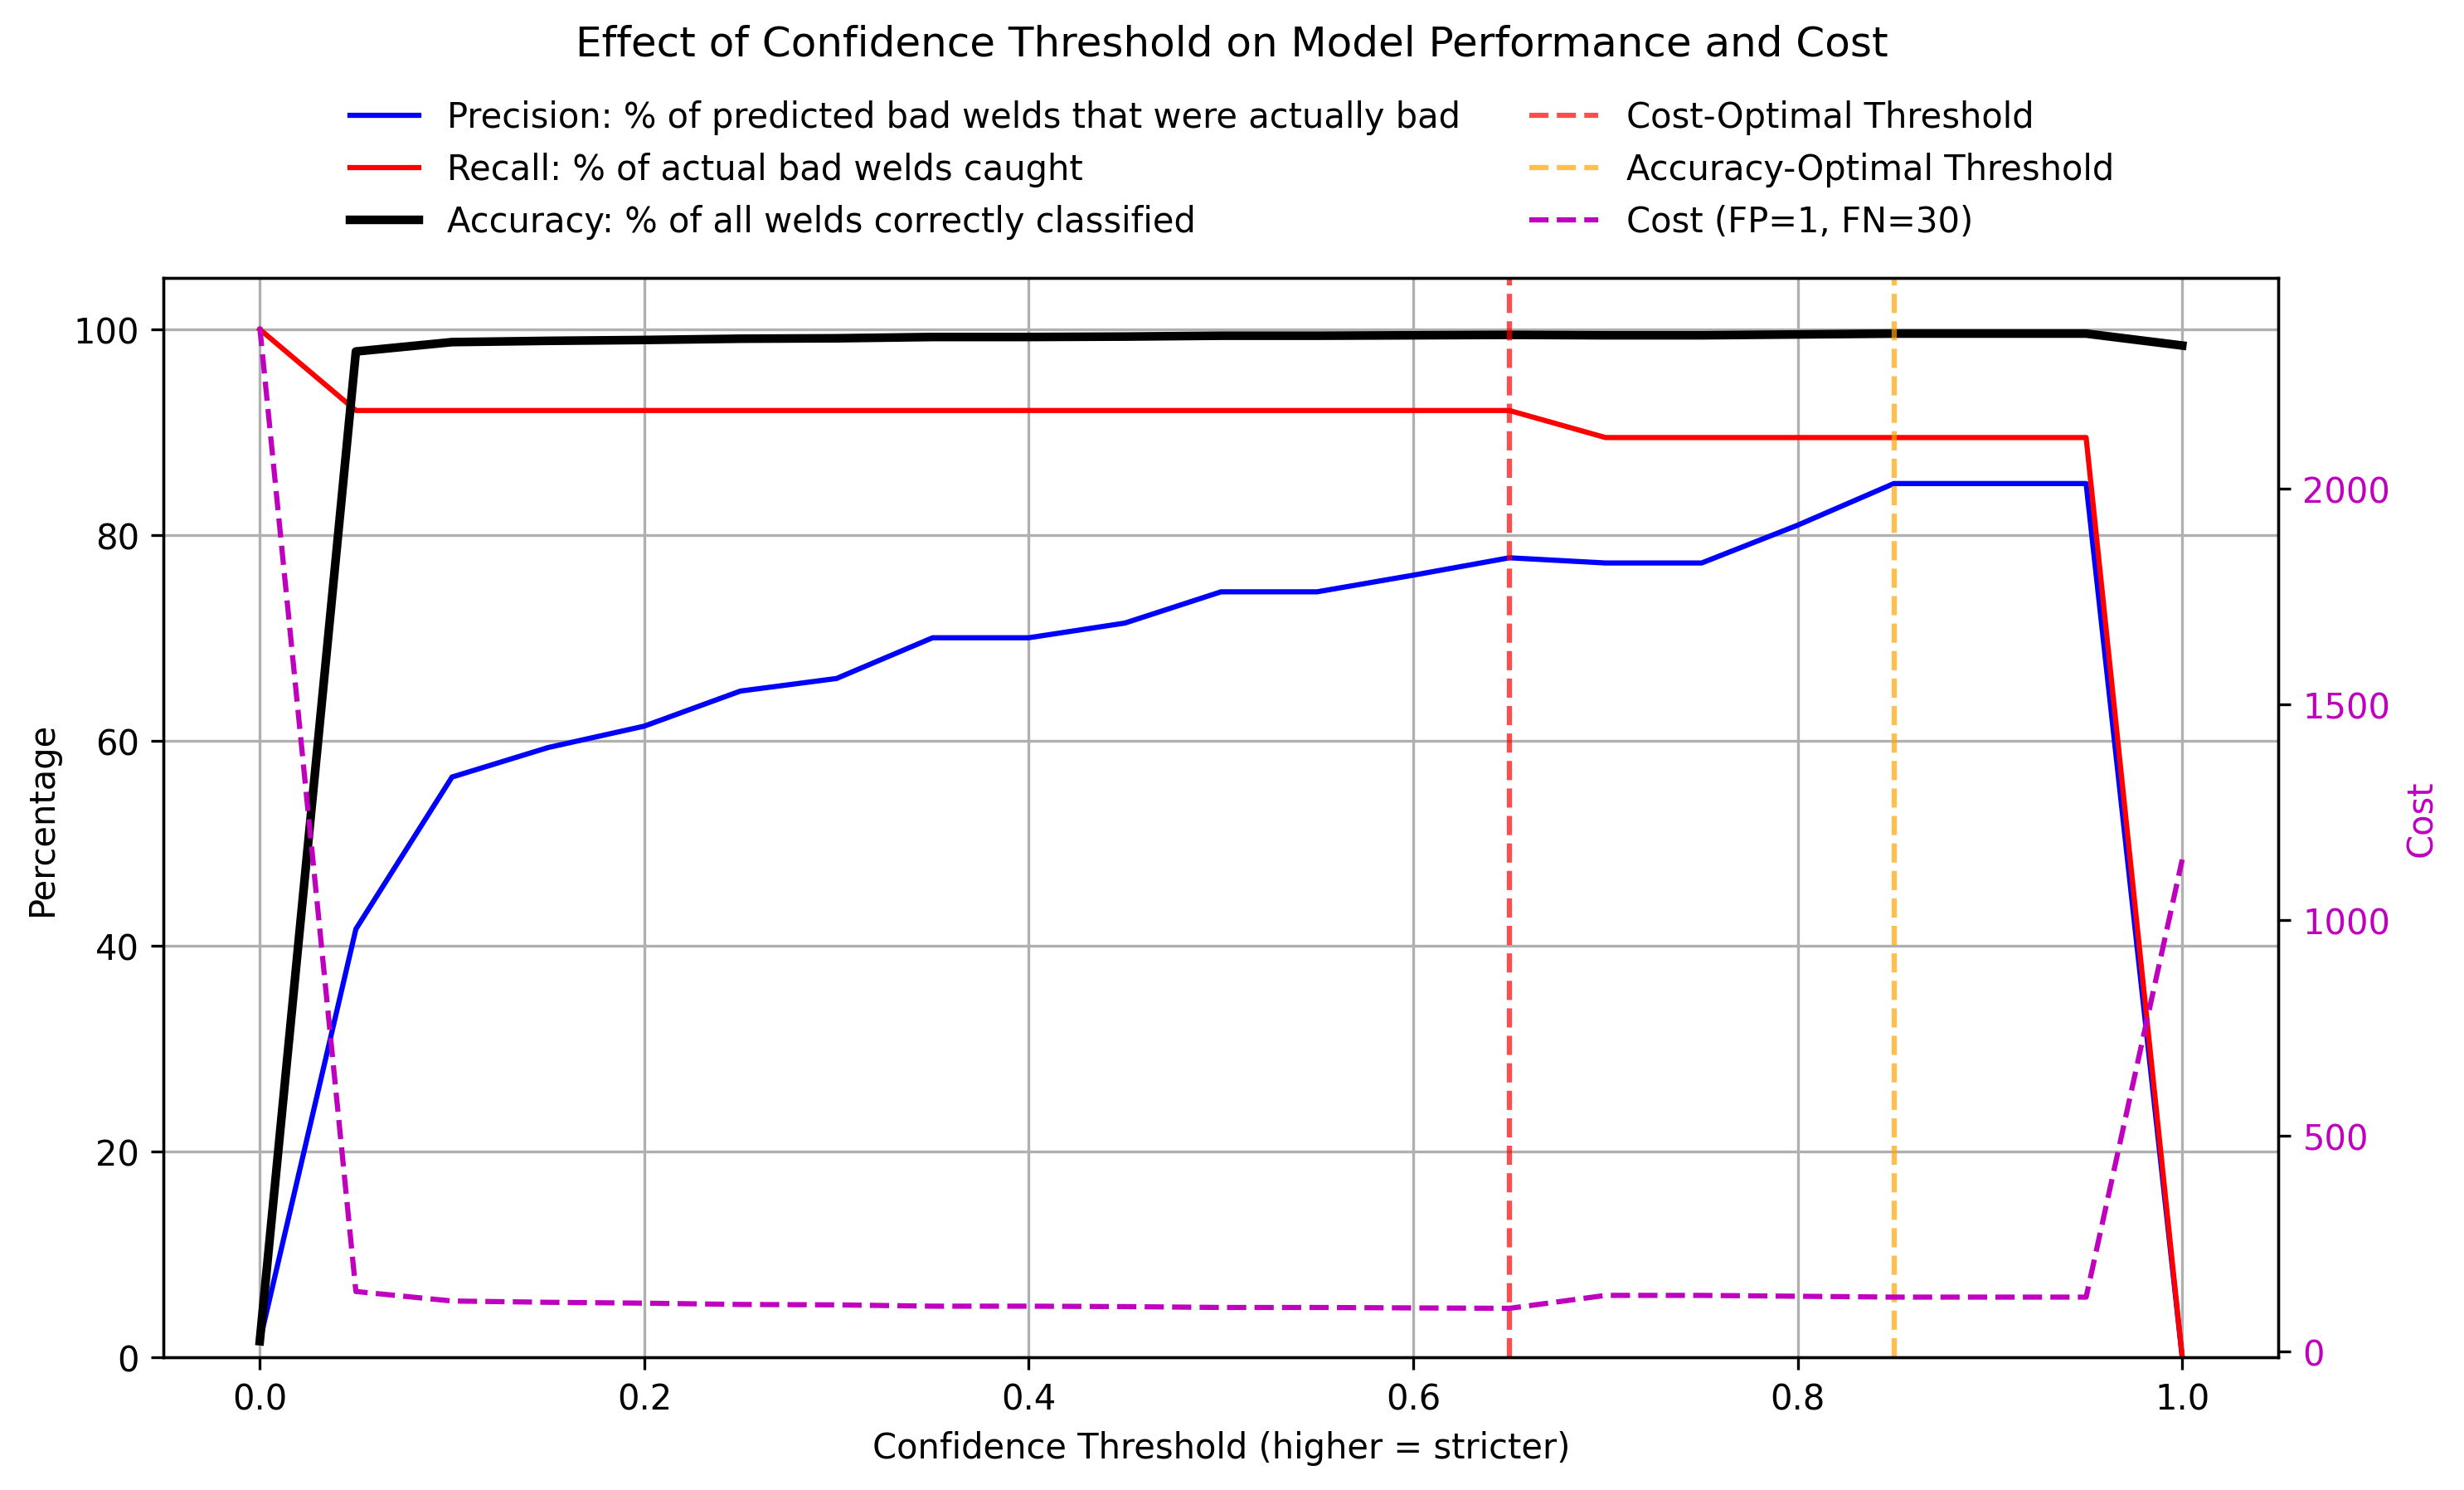 Effect of Confidence Threshold on Model Performance and Cost
Precision: % of predicted bad welds that were actually bad
Recall: % of actual bad welds caught
Accuracy: % of all welds correctly classified
Cost-Optimal Threshold
Accuracy-Optimal Threshold
Cost (FP=1, FN=30)
Percentage
100
80
60
40
20
0
2000
1500
1000
500
0
Cost
0.0
0.2
0.4
0.6
0.8
1.0
Confidence Threshold (higher = stricter)